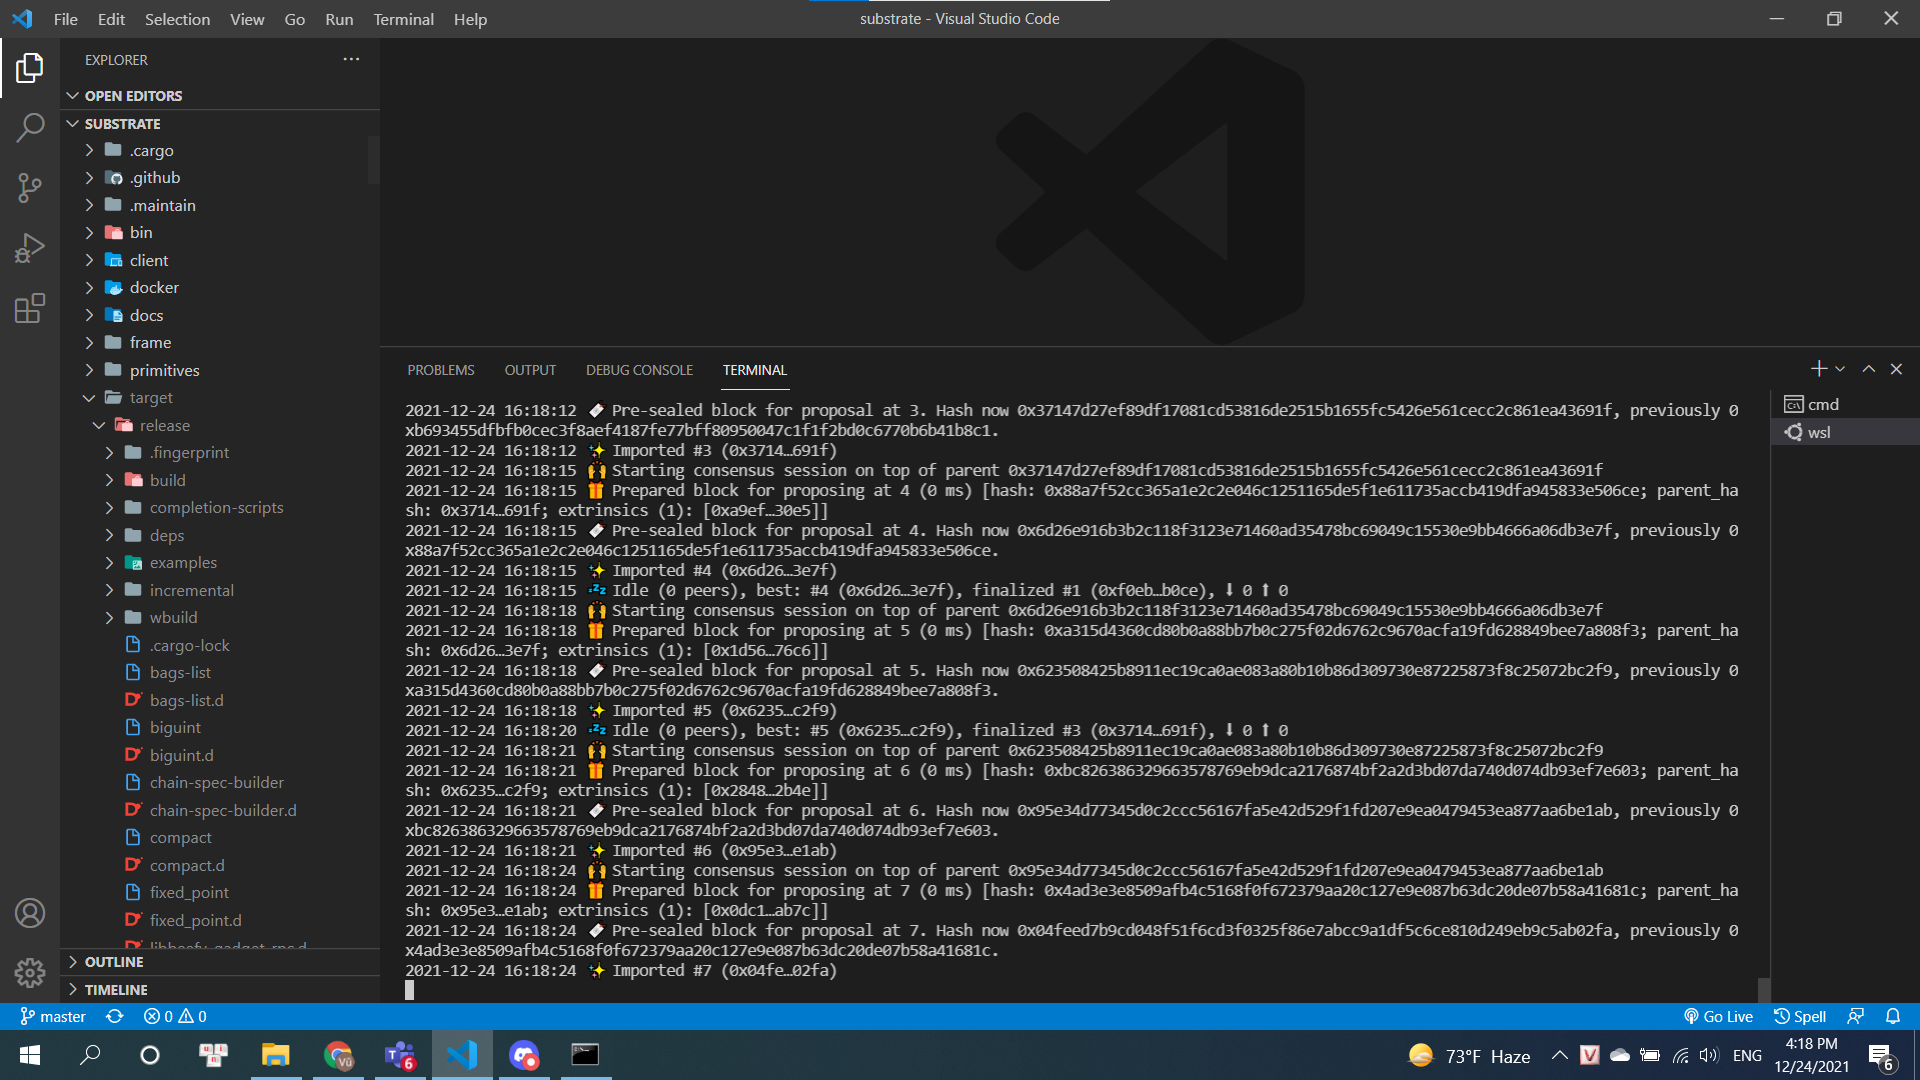 File Edit Selection View Go Run Terminal Help
substrate - Visual Studio Code
EXPLORER
OPEN EDITORS
SUBSTRATE
.cargo
.github
.maintain
bin
client
docker
docs
frame
primitives
target
release
.fingerprint
build
completion-scripts
deps
examples
incremental
wbuild
.cargo-lock
bags-list
bags-list.d
biguint
biguint.d
chain-spec-builder
chain-spec-builder.d
compact
compact.d
fixed_point
fixed_point.d
OUTLINE
TIMELINE
PROBLEMS OUTPUT DEBUG CONSOLE TERMINAL
cmd
wsl
2021-12-24 16:18:12 Pre-sealed block for proposal at 3. Hash now 0x37147d27ef89df17081cd53816de2515b1655fc5426e561cecc2c861ea43691f, previously 0
xb693455dfbfb0cec3f8aef4187fe77bff80950047c1f1f2bd0c6770b6b41b8c1.
2021-12-24 16:18:12 ✨ Imported #3 (0x3714…691f)
2021-12-24 16:18:15 🙌 Starting consensus session on top of parent 0x37147d27ef89df17081cd53816de2515b1655fc5426e561cecc2c861ea43691f
2021-12-24 16:18:15 🎁 Prepared block for proposing at 4 (0 ms) [hash: 0x88a7f52cc365a1e2c2e046c1251165de5f1e611735accb419dfa945833e506ce; parent_ha
sh: 0x3714…691f; extrinsics (1): [0xa9ef…30e5]]
2021-12-24 16:18:15 🔖 Pre-sealed block for proposal at 4. Hash now 0x6d26e916b3b2c118f3123e71460ad35478bc69049c15530e9bb4666a06db3e7f, previously 0
x88a7f52cc365a1e2c2e046c1251165de5f1e611735accb419dfa945833e506ce.
2021-12-24 16:18:15 ✨ Imported #4 (0x6d26…3e7f)
2021-12-24 16:18:15 💤 Idle (0 peers), best: #4 (0x6d26…3e7f), finalized #1 (0xf0eb…b0ce), ⬇ 0 ⬆ 0
2021-12-24 16:18:18 🙌 Starting consensus session on top of parent 0x6d26e916b3b2c118f3123e71460ad35478bc69049c15530e9bb4666a06db3e7f
2021-12-24 16:18:18 🎁 Prepared block for proposing at 5 (0 ms) [hash: 0xa315d4360cd80b0a88bb7b0c275f02d6762c9670acfa19fd628849bee7a808f3; parent_ha
sh: 0x6d26…3e7f; extrinsics (1): [0x1d56…76c6]]
2021-12-24 16:18:18 🔖 Pre-sealed block for proposal at 5. Hash now 0x623508425b8911ec19ca0ae083a80b10b86d309730e87225873f8c25072bc2f9, previously 0
xa315d4360cd80b0a88bb7b0c275f02d6762c9670acfa19fd628849bee7a808f3.
2021-12-24 16:18:18 ✨ Imported #5 (0x6235…c2f9)
2021-12-24 16:18:20 💤 Idle (0 peers), best: #5 (0x6235…c2f9), finalized #3 (0x3714…691f), ⬇ 0 ⬆ 0
2021-12-24 16:18:21 🙌 Starting consensus session on top of parent 0x623508425b8911ec19ca0ae083a80b10b86d309730e87225873f8c25072bc2f9
2021-12-24 16:18:21 🎁 Prepared block for proposing at 6 (0 ms) [hash: 0xbc826386329663578769eb9dca2176874bf2a2d3bd07da740d074db93ef7e603; parent_ha
sh: 0x6235…c2f9; extrinsics (1): [0x2848…2b4e]]
2021-12-24 16:18:21 🔖 Pre-sealed block for proposal at 6. Hash now 0x95e34d77345d0c2ccc56167fa5e42d529f1fd207e9ea0479453ea877aa6be1ab, previously 0
xbc826386329663578769eb9dca2176874bf2a2d3bd07da740d074db93ef7e603.
2021-12-24 16:18:21 ✨ Imported #6 (0x95e3…e1ab)
2021-12-24 16:18:24 🙌 Starting consensus session on top of parent 0x95e34d77345d0c2ccc56167fa5e42d529f1fd207e9ea0479453ea877aa6be1ab
2021-12-24 16:18:24 🎁 Prepared block for proposing at 7 (0 ms) [hash: 0x4ad3e3e8509afb4c5168f0f672379aa20c127e9e087b63dc20de07b58a41681c; parent_ha
sh: 0x95e3…e1ab; extrinsics (1): [0x0dc1…ab7c]]
2021-12-24 16:18:24 🔖 Pre-sealed block for proposal at 7. Hash now 0x04feed7b9cd048f51f6cd3f0325f86e7abcc9a1df5c6ce810d249eb9c5ab02fa, previously 0
x4ad3e3e8509afb4c5168f0f672379aa20c127e9e087b63dc20de07b58a41681c.
2021-12-24 16:18:24 ✨ Imported #7 (0x04fe…02fa)
master 0 0 Go Live Spell
73°F Haze ENG
4:18 PM
12/24/2021
6